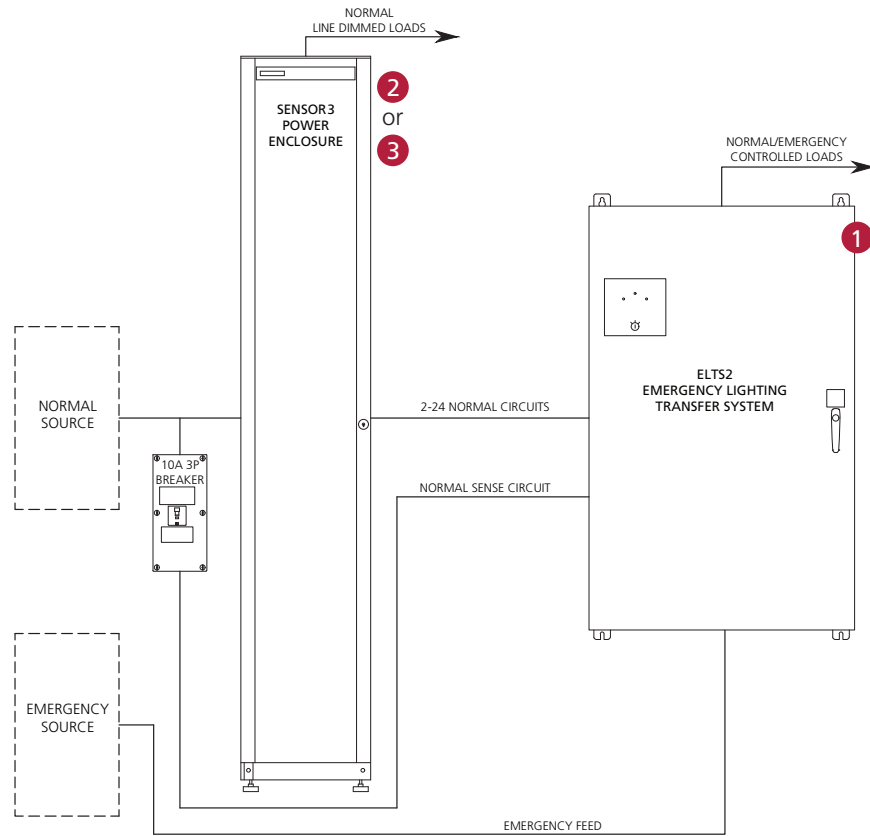 NORMAL
LINE DIMMED LOADS
SENSOR3
POWER
ENCLOSURE
2
or
3
NORMAL/EMERGENCY
CONTROLLED LOADS
1
ELTS2
EMERGENCY LIGHTING
TRANSFER SYSTEM
NORMAL
SOURCE
2-24 NORMAL CIRCUITS
10A 3P
BREAKER
NORMAL SENSE CIRCUIT
EMERGENCY
SOURCE
EMERGENCY FEED